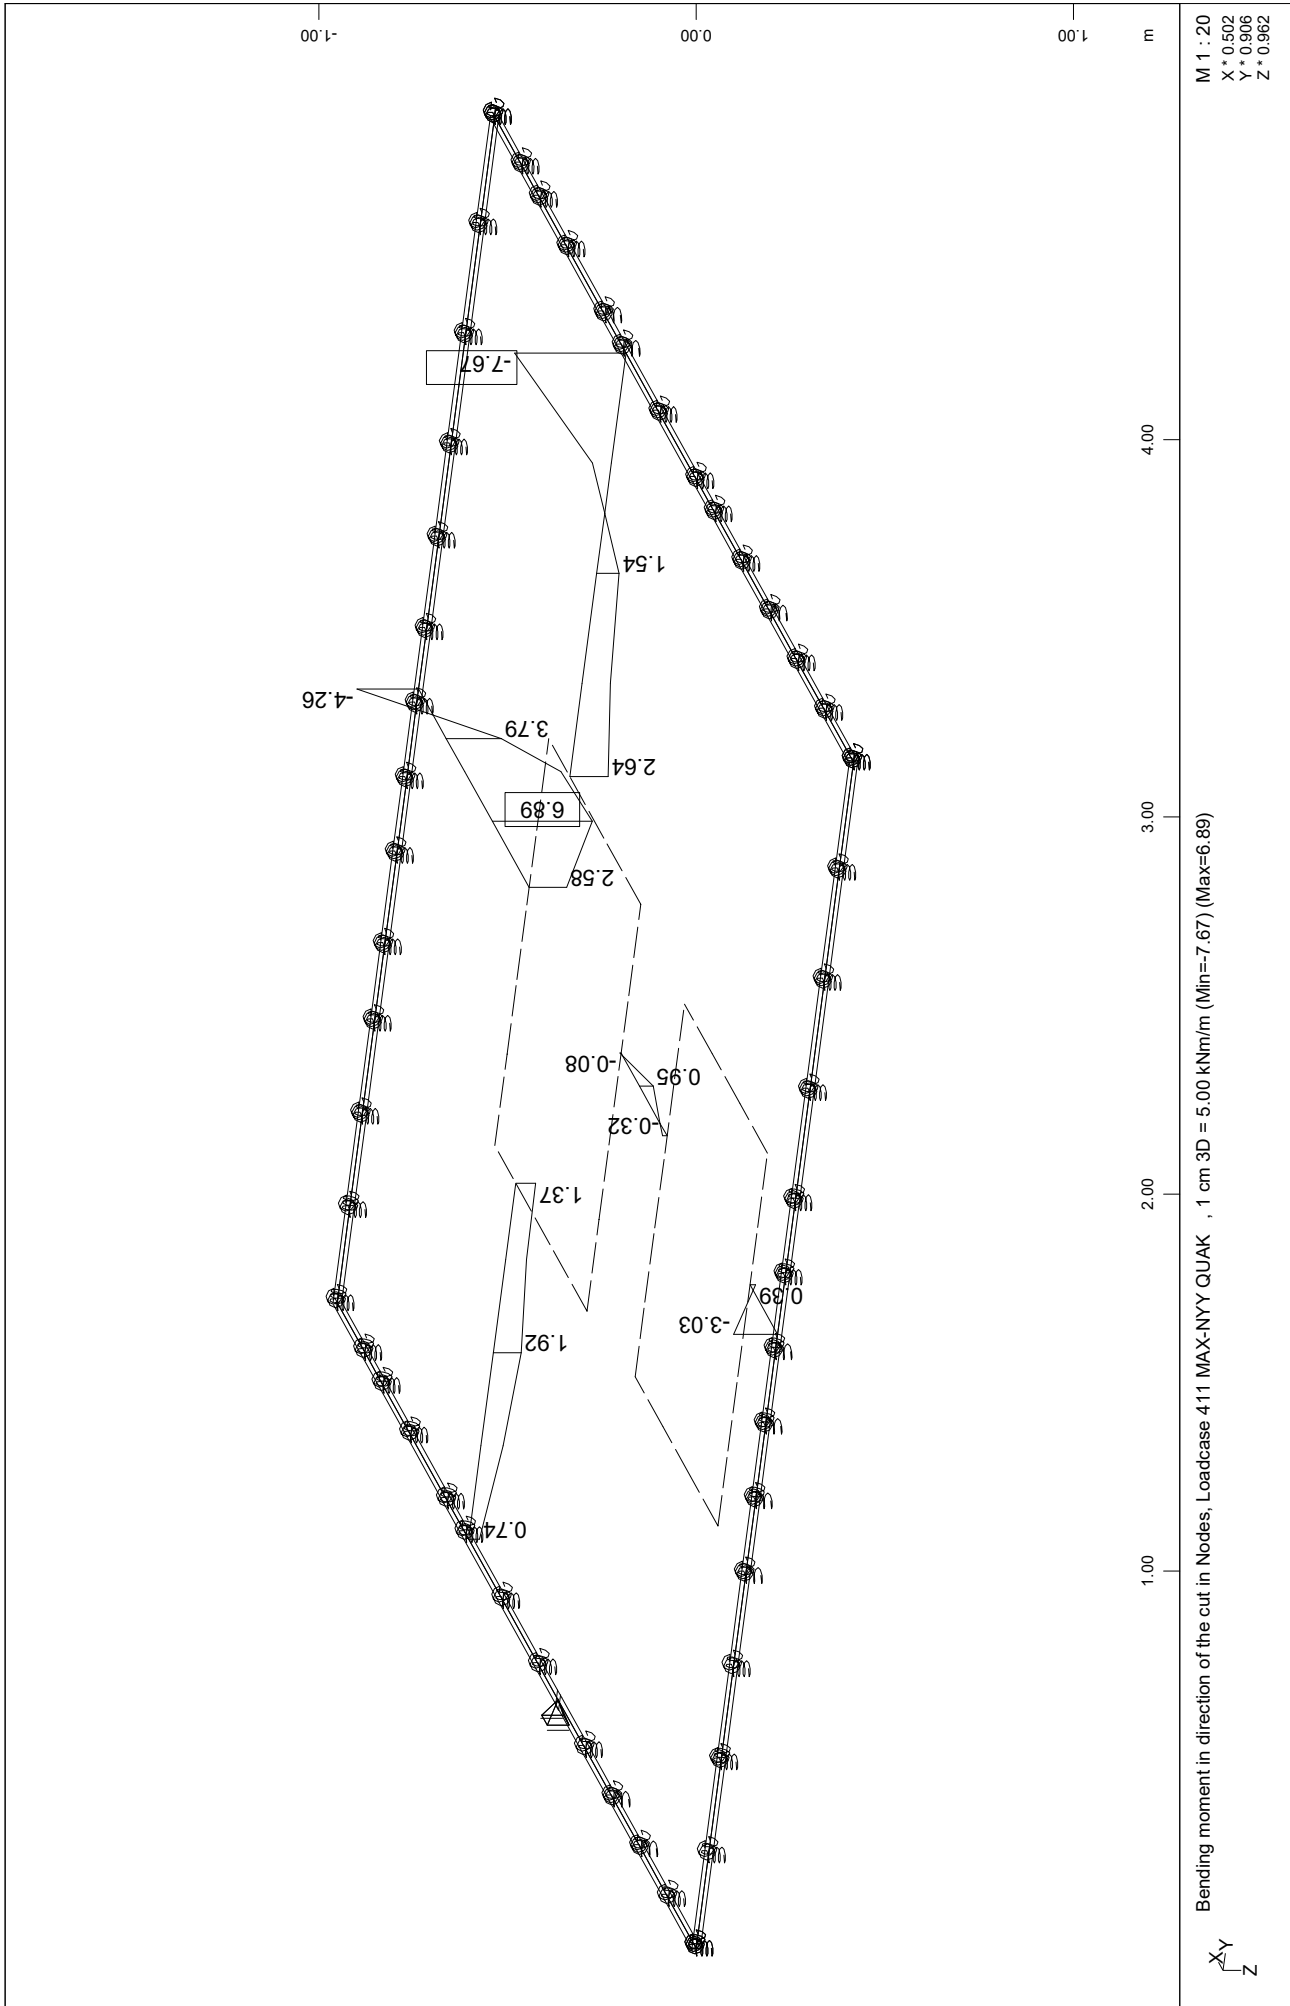 -1.00
0.00
1.00
m
M 1 : 20
X * 0.502
Y * 0.906
Z * 0.962
-7.67
4.00
1.54
-4.26
3.79
2.64
6.89
3.00
2.58
-0.08
0.95
-0.32
1.37
2.00
0.39
-3.03
1.92
0.74
1.00
Bending moment in direction of the cut in Nodes, Loadcase 411 MAX-NYY QUAK , 1 cm 3D = 5.00 kNm/m (Min=-7.67) (Max=6.89)
X
Y
Z